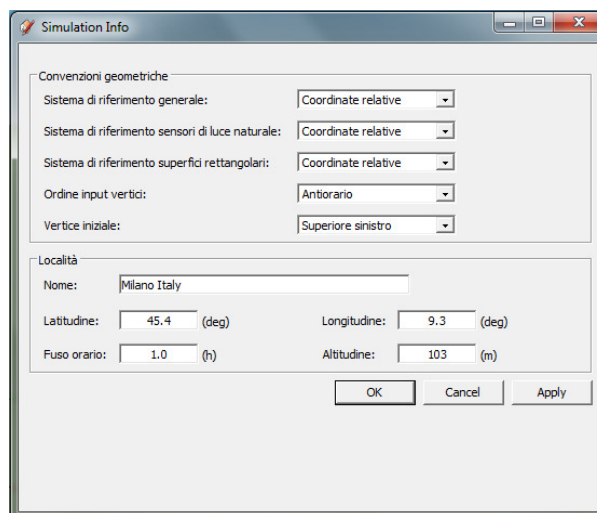 Simulation Info
Convenzioni geometriche
Sistema di riferimento generale: Coordinate relative
Sistema di riferimento sensori di luce naturale: Coordinate relative
Sistema di riferimento superfici rettangolari: Coordinate relative
Ordine input vertici: Antiorario
Vertice iniziale: Superiore sinistro
Località
Nome: Milano Italy
Latitudine: 45.4 (deg) Longitudine: 9.3 (deg)
Fuso orario: 1.0 (h) Altitudine: 103 (m)
OK Cancel Apply